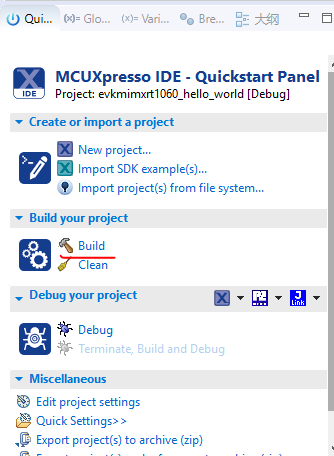 Qui...
Glo...
Vari...
Bre...
大纲
IDE
MCUXpresso IDE - Quickstart Panel
Project: evkmimxrt1060_hello_world [Debug]
Create or import a project
New project...
Import SDK example(s)...
Import project(s) from file system...
Build your project
Build
Clean
Debug your project
Link
Debug
Terminate, Build and Debug
Miscellaneous
Edit project settings
Quick Settings>>
Export project(s) to archive (zip)